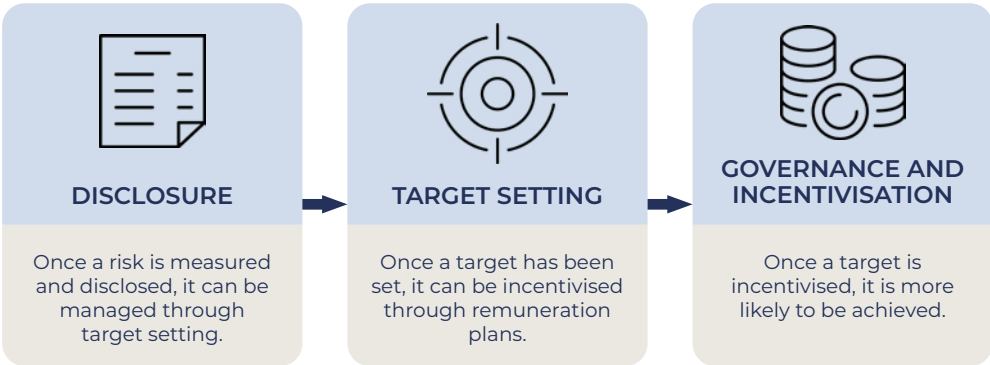 DISCLOSURE
Once a risk is measured
and disclosed, it can be
managed through
target setting.
TARGET SETTING
Once a target has been
set, it can be incentivised
through remuneration
plans.
GOVERNANCE AND
INCENTIVISATION
Once a target is
incentivised, it is more
likely to be achieved.